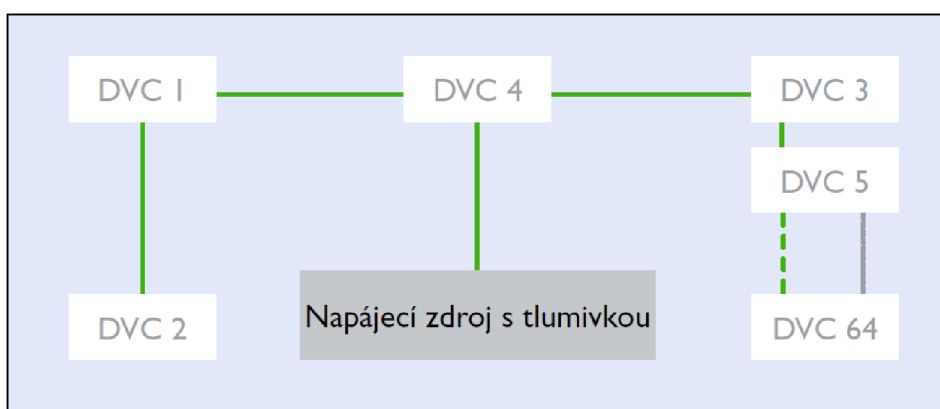 DVC 1
DVC 4
DVC 3
DVC 5
DVC 2
Napájecí zdroj s tlumivkou
DVC 64